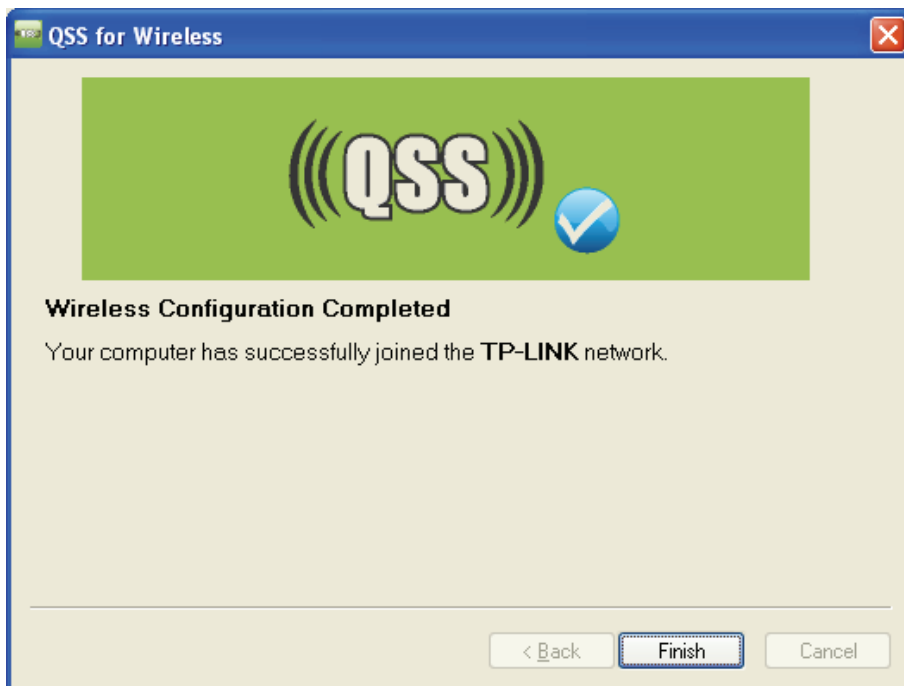 QSS for Wireless
(((QSS)))
Wireless Configuration Completed
Your computer has successfully joined the TP-LINK network.
< Back
Finish
Cancel